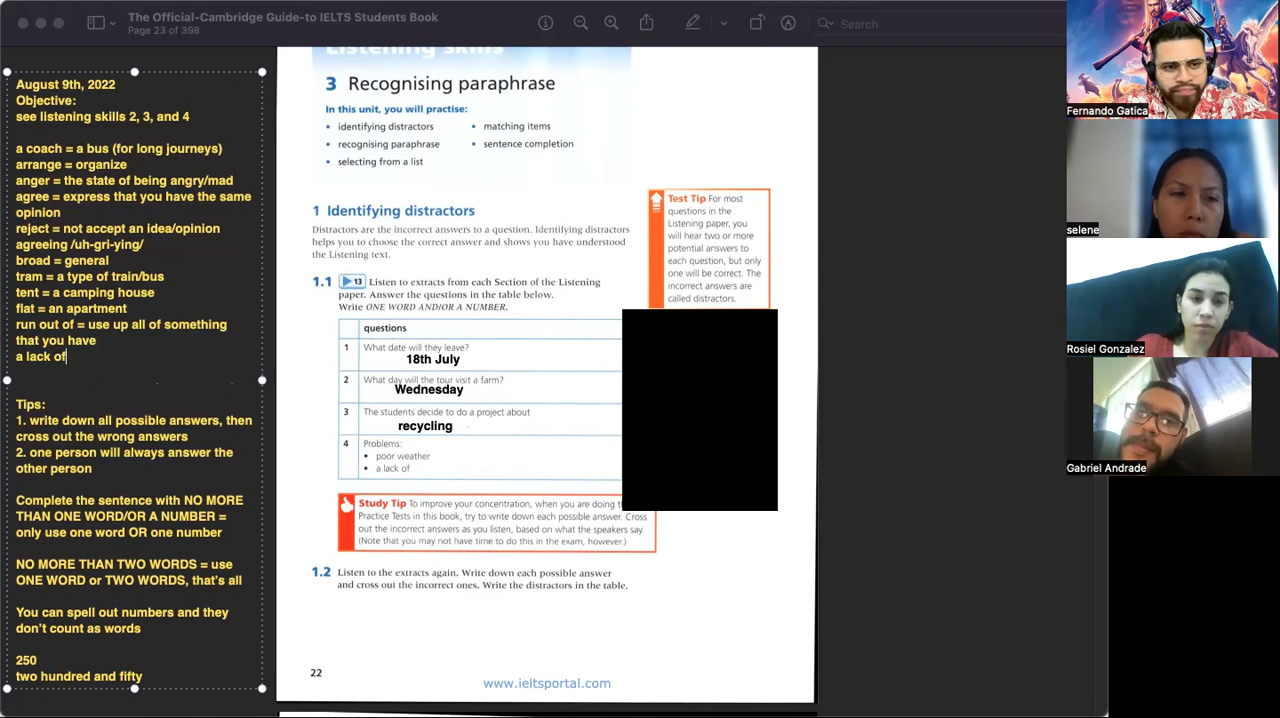 The Official-Cambridge Guide-to IELTS Students Book
Page 23 of 398
Search
August 9th, 2022
Objective:
see listening skills 2, 3, and 4
a coach = a bus (for long journeys)
arrange = organize
anger = the state of being angry/mad
agree = express that you have the same
opinion
reject = not accept an idea/opinion
agreeing /uh-gri-ying/
broad = general
tram = a type of train/bus
tent = a camping house
flat = an apartment
run out of = use up all of something
that you have
a lack of
Tips:
1. write down all possible answers, then
cross out the wrong answers
2. one person will always answer the
other person
Complete the sentence with NO MORE
THAN ONE WORD/OR A NUMBER =
only use one word OR one number
NO MORE THAN TWO WORDS = use
ONE WORD or TWO WORDS, that's all
You can spell out numbers and they
don't count as words
250
two hundred and fifty
Listening skills
3 Recognising paraphrase
In this unit, you will practise:
• identifying distractors
• recognising paraphrase
• selecting from a list
• matching items
• sentence completion
1 Identifying distractors
Distractors are the incorrect answers to a question. Identifying distractors
helps you to choose the correct answer and shows you have understood
the Listening text.
1.1 13 Listen to extracts from each Section of the Listening
paper. Answer the questions in the table below.
Write ONE WORD AND/OR A NUMBER.
questions
1 What date will they leave?
18th July
2 What day will the tour visit a farm?
Wednesday
3 The students decide to do a project about
recycling
4 Problems:
• poor weather
• a lack of
Test Tip For most
questions in the
Listening paper, you
will hear two or more
potential answers to
each question, but only
one will be correct. The
incorrect answers are
called distractors.
Study Tip To improve your concentration, when you are doing
Practice Tests in this book, try to write down each possible answer. Cross
out the incorrect answers as you listen, based on what the speakers say.
(Note that you may not have time to do this in the exam, however.)
1.2 Listen to the extracts again. Write down each possible answer
and cross out the incorrect ones. Write the distractors in the table.
22
www.ieltsportal.com
Fernando Gatica
selene
Rosiel Gonzalez
Gabriel Andrade